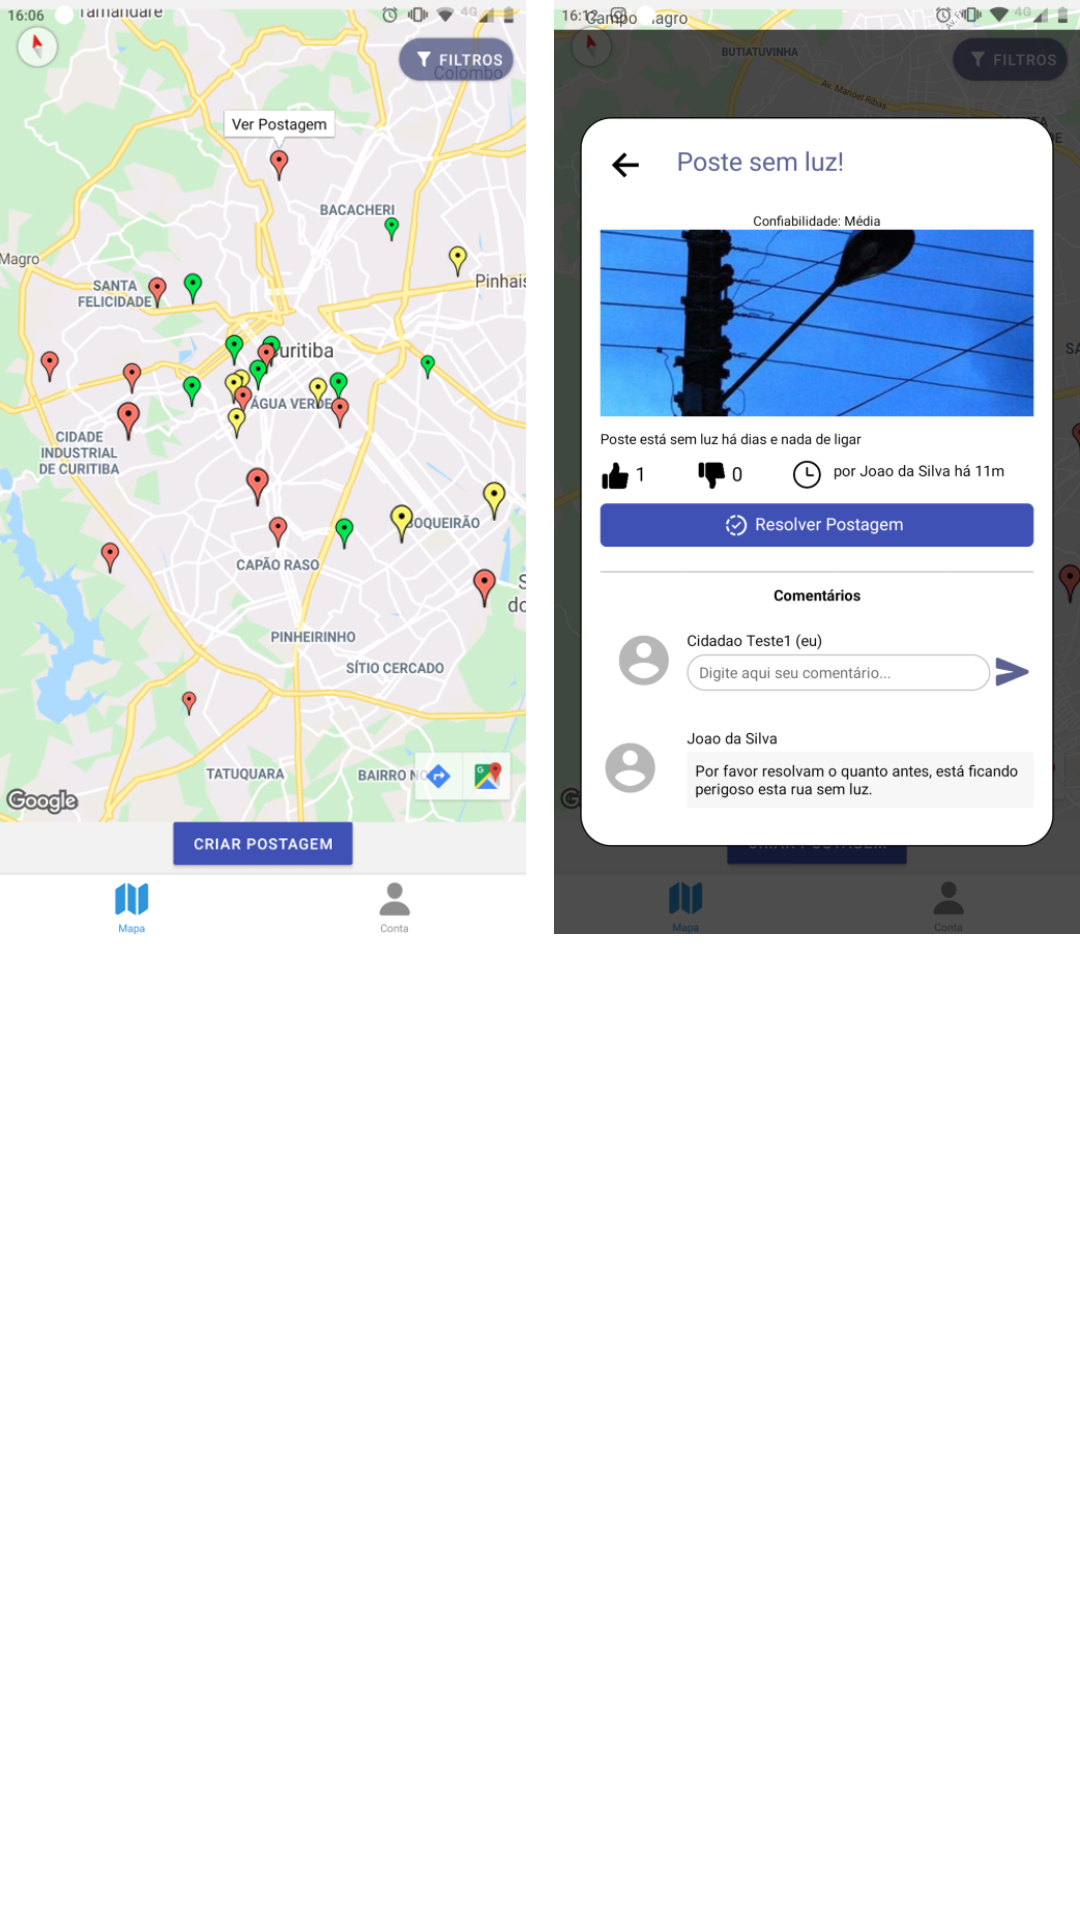 16:06
4G
Tamandaré
FILTROS
Colombo
Ver Postagem
BACACHERI
Magro
Pinhais
SANTA
FELICIDADE
Curitiba
ÁGUA VERDE
CIDADE
INDUSTRIAL
DE CURITIBA
BOQUEIRÃO
CAPÃO RASO
S
do
PINHEIRINHO
SÍTIO CERCADO
TATUQUARA
BAIRRO NO
Google
CRIAR POSTAGEM
Mapa
Conta
16:12
4G
Campo Magro
BUTIATUVINHA
FILTROS
Av. Manoel Ribas
Poste sem luz!
Confiabilidade: Média
Poste está sem luz há dias e nada de ligar
1
0
por Joao da Silva há 11m
Resolver Postagem
Comentários
Cidadao Teste1 (eu)
Digite aqui seu comentário...
Joao da Silva
Por favor resolvam o quanto antes, está ficando
perigoso esta rua sem luz.
CRIAR POSTAGEM
Mapa
Conta